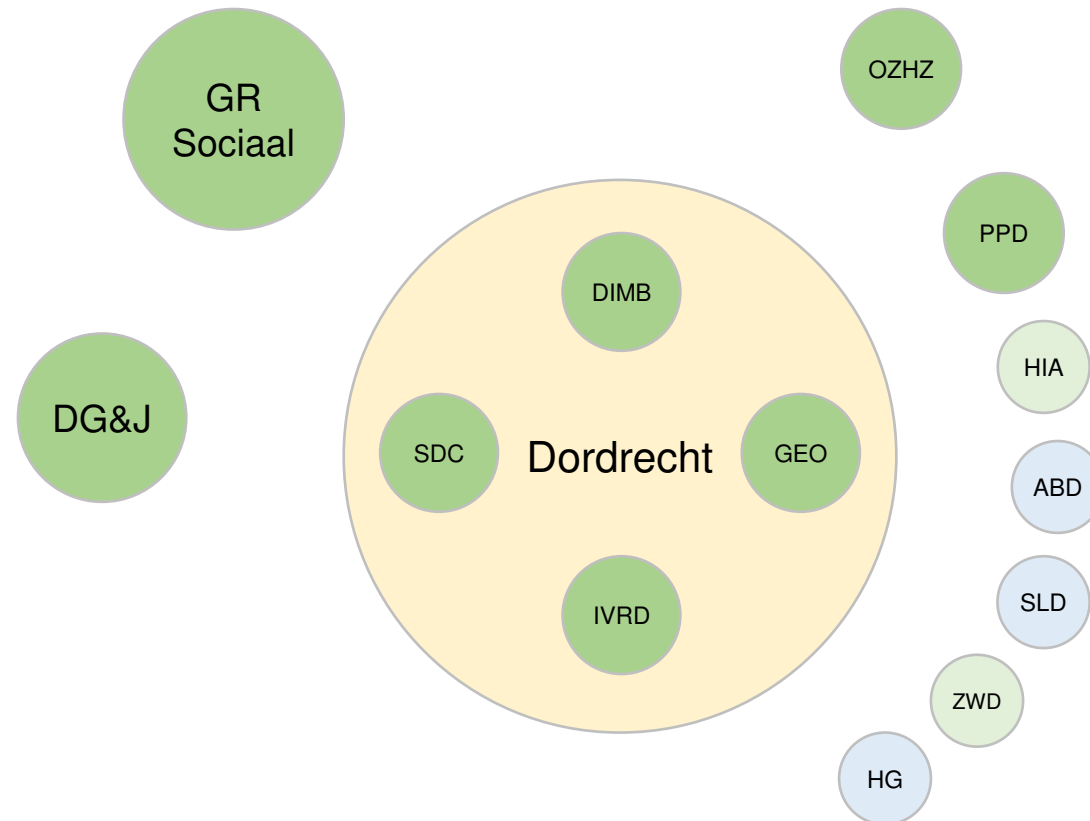 GR
Sociaal
OZHZ
PPD
DIMB
HIA
DG&J
SDC
Dordrecht
GEO
ABD
SLD
IVRD
ZWD
HG